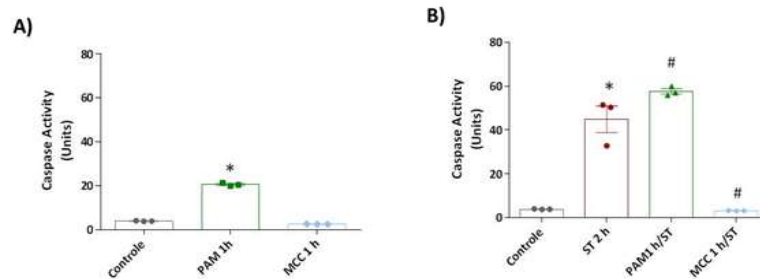 A)
Caspase Activity
(Units)
80
60
40
20
0
*
Controle
PAM 1h
MCC 1 h
B)
Caspase Activity
(Units)
80
60
40
20
0
*
#
#
Controle
ST 2 h
PAM1 h/ST
MCC 1 h/ST